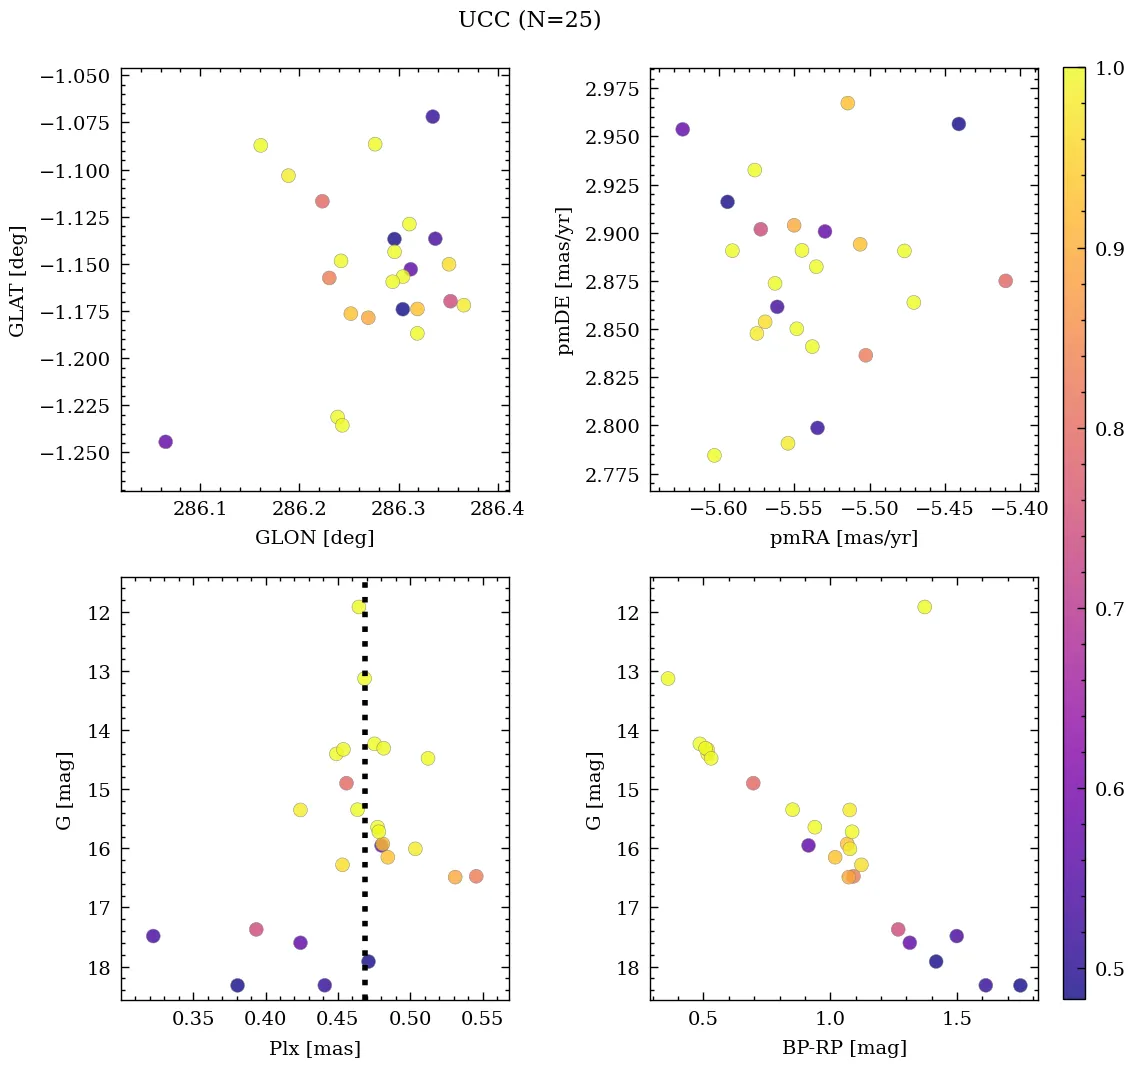 UCC (N=25)
−1.050
−1.075
−1.100
−1.125
−1.150
−1.175
−1.200
−1.225
−1.250
GLAT [deg]
286.1 286.2 286.3 286.4
GLON [deg]
2.975
2.950
2.925
2.900
2.875
2.850
2.825
2.800
2.775
pmDE [mas/yr]
−5.60 −5.55 −5.50 −5.45 −5.40
pmRA [mas/yr]
1.0
0.9
0.8
0.7
0.6
0.5
12
13
14
15
16
17
18
G [mag]
0.35 0.40 0.45 0.50 0.55
Plx [mas]
12
13
14
15
16
17
18
G [mag]
0.5 1.0 1.5
BP-RP [mag]